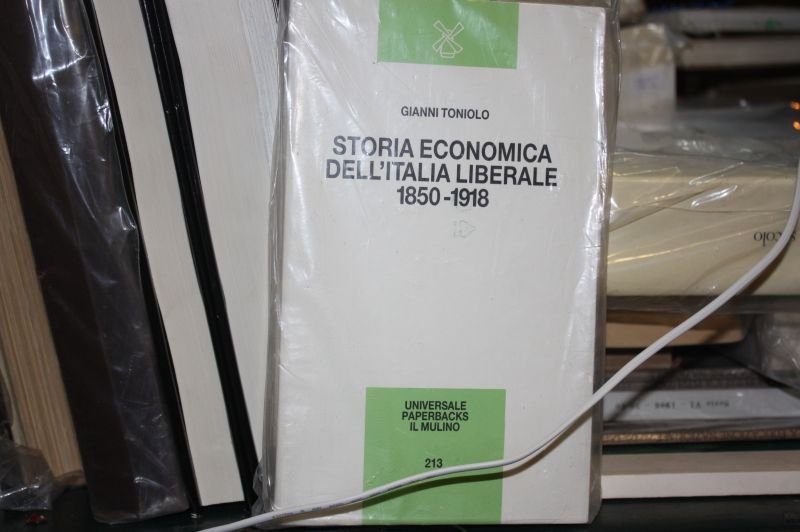 GIANNI TONIOLO
STORIA ECONOMICA
DELL'ITALIA LIBERALE
1850-1918
UNIVERSALE
PAPERBACKS
IL MULINO
213